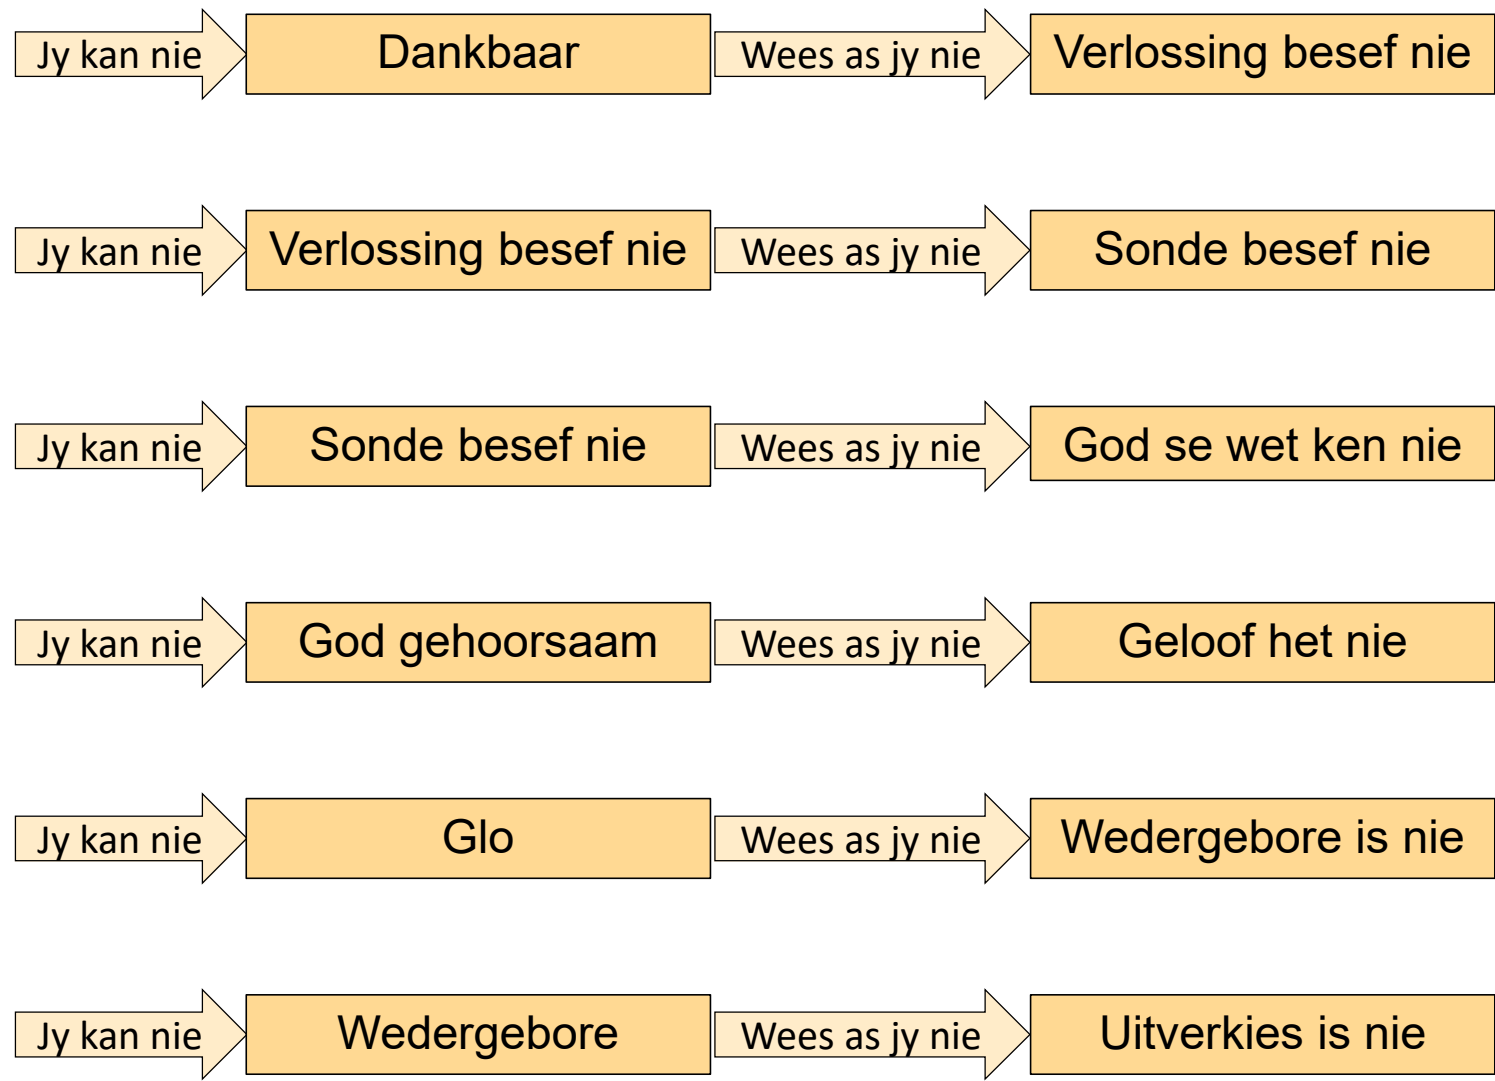 Jy kan nie Dankbaar Wees as jy nie Verlossing besef nie
Jy kan nie Verlossing besef nie Wees as jy nie Sonde besef nie
Jy kan nie Sonde besef nie Wees as jy nie God se wet ken nie
Jy kan nie God gehoorsaam Wees as jy nie Geloof het nie
Jy kan nie Glo Wees as jy nie Wedergebore is nie
Jy kan nie Wedergebore Wees as jy nie Uitverkies is nie